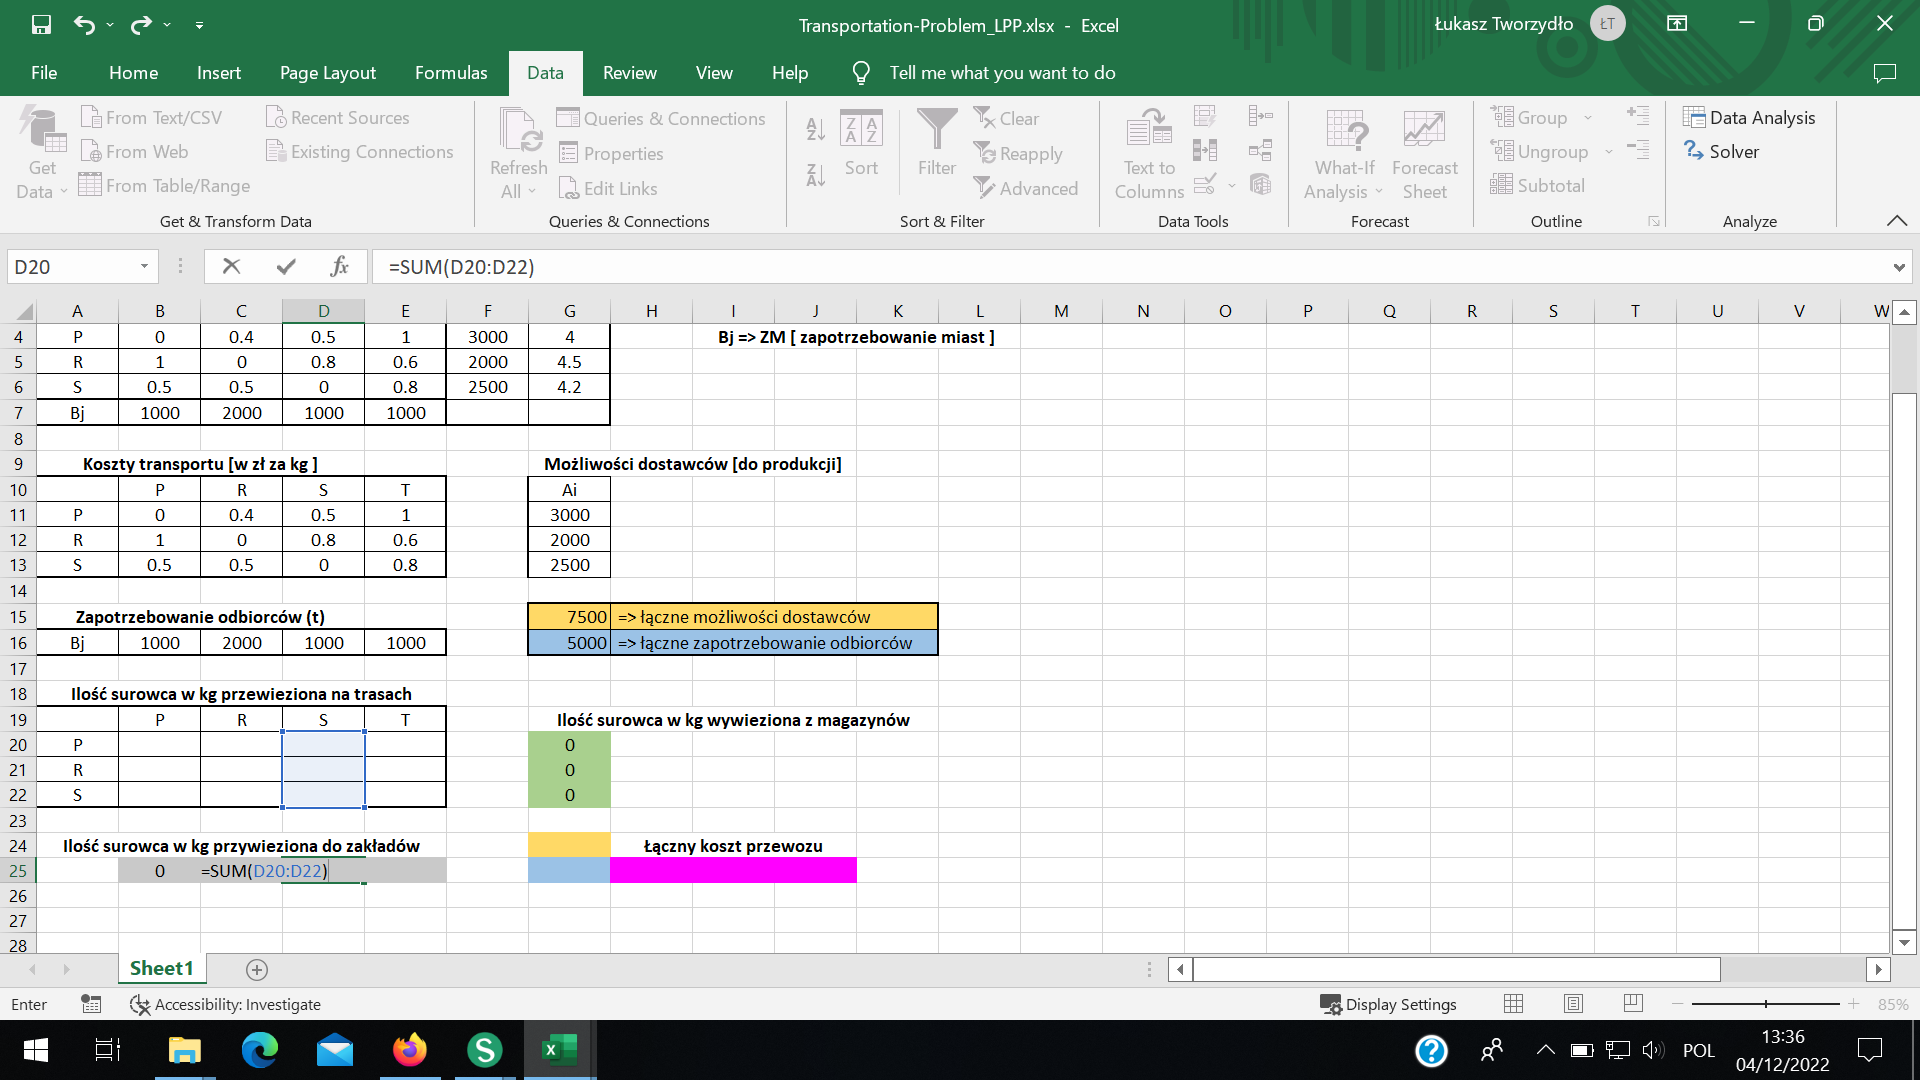 Transportation-Problem_LPP.xlsx - Excel
Łukasz Tworzydło ŁT
File Home Insert Page Layout Formulas Data Review View Help Tell me what you want to do
Get Data
From Text/CSV
From Web
From Table/Range
Recent Sources
Existing Connections
Get & Transform Data
Refresh All
Queries & Connections
Properties
Edit Links
Queries & Connections
Sort
Filter
Clear
Reapply
Advanced
Sort & Filter
Text to Columns
Data Tools
What-If Analysis
Forecast Sheet
Forecast
Group
Ungroup
Subtotal
Outline
Data Analysis
Solver
Analyze
D20 fx =SUM(D20:D22)
A B C D E F G H I J K L M N O P Q R S T U V W
4 P 0 0.4 0.5 1 3000 4 Bj => ZM [ zapotrzebowanie miast ]
5 R 1 0 0.8 0.6 2000 4.5
6 S 0.5 0.5 0 0.8 2500 4.2
7 Bj 1000 2000 1000 1000
8
9 Koszty transportu [w zł za kg ] Możliwości dostawców [do produkcji]
10 P R S T Ai
11 P 0 0.4 0.5 1 3000
12 R 1 0 0.8 0.6 2000
13 S 0.5 0.5 0 0.8 2500
14
15 Zapotrzebowanie odbiorców (t) 7500 => łączne możliwości dostawców
16 Bj 1000 2000 1000 1000 5000 => łączne zapotrzebowanie odbiorców
17
18 Ilość surowca w kg przewieziona na trasach
19 P R S T Ilość surowca w kg wywieziona z magazynów
20 P 0
21 R 0
22 S 0
23
24 Ilość surowca w kg przywieziona do zakładów Łączny koszt przewozu
25 0 =SUM(D20:D22)
26
27
28
Sheet1
Enter Accessibility: Investigate Display Settings 85%
POL
13:36
04/12/2022